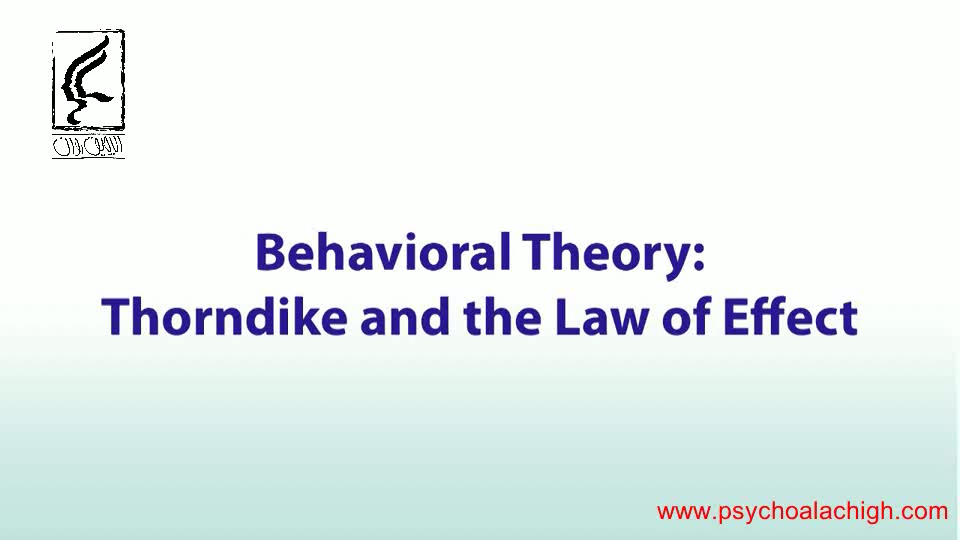 Behavioral Theory:
Thorndike and the Law of Effect
www.psychoalachigh.com